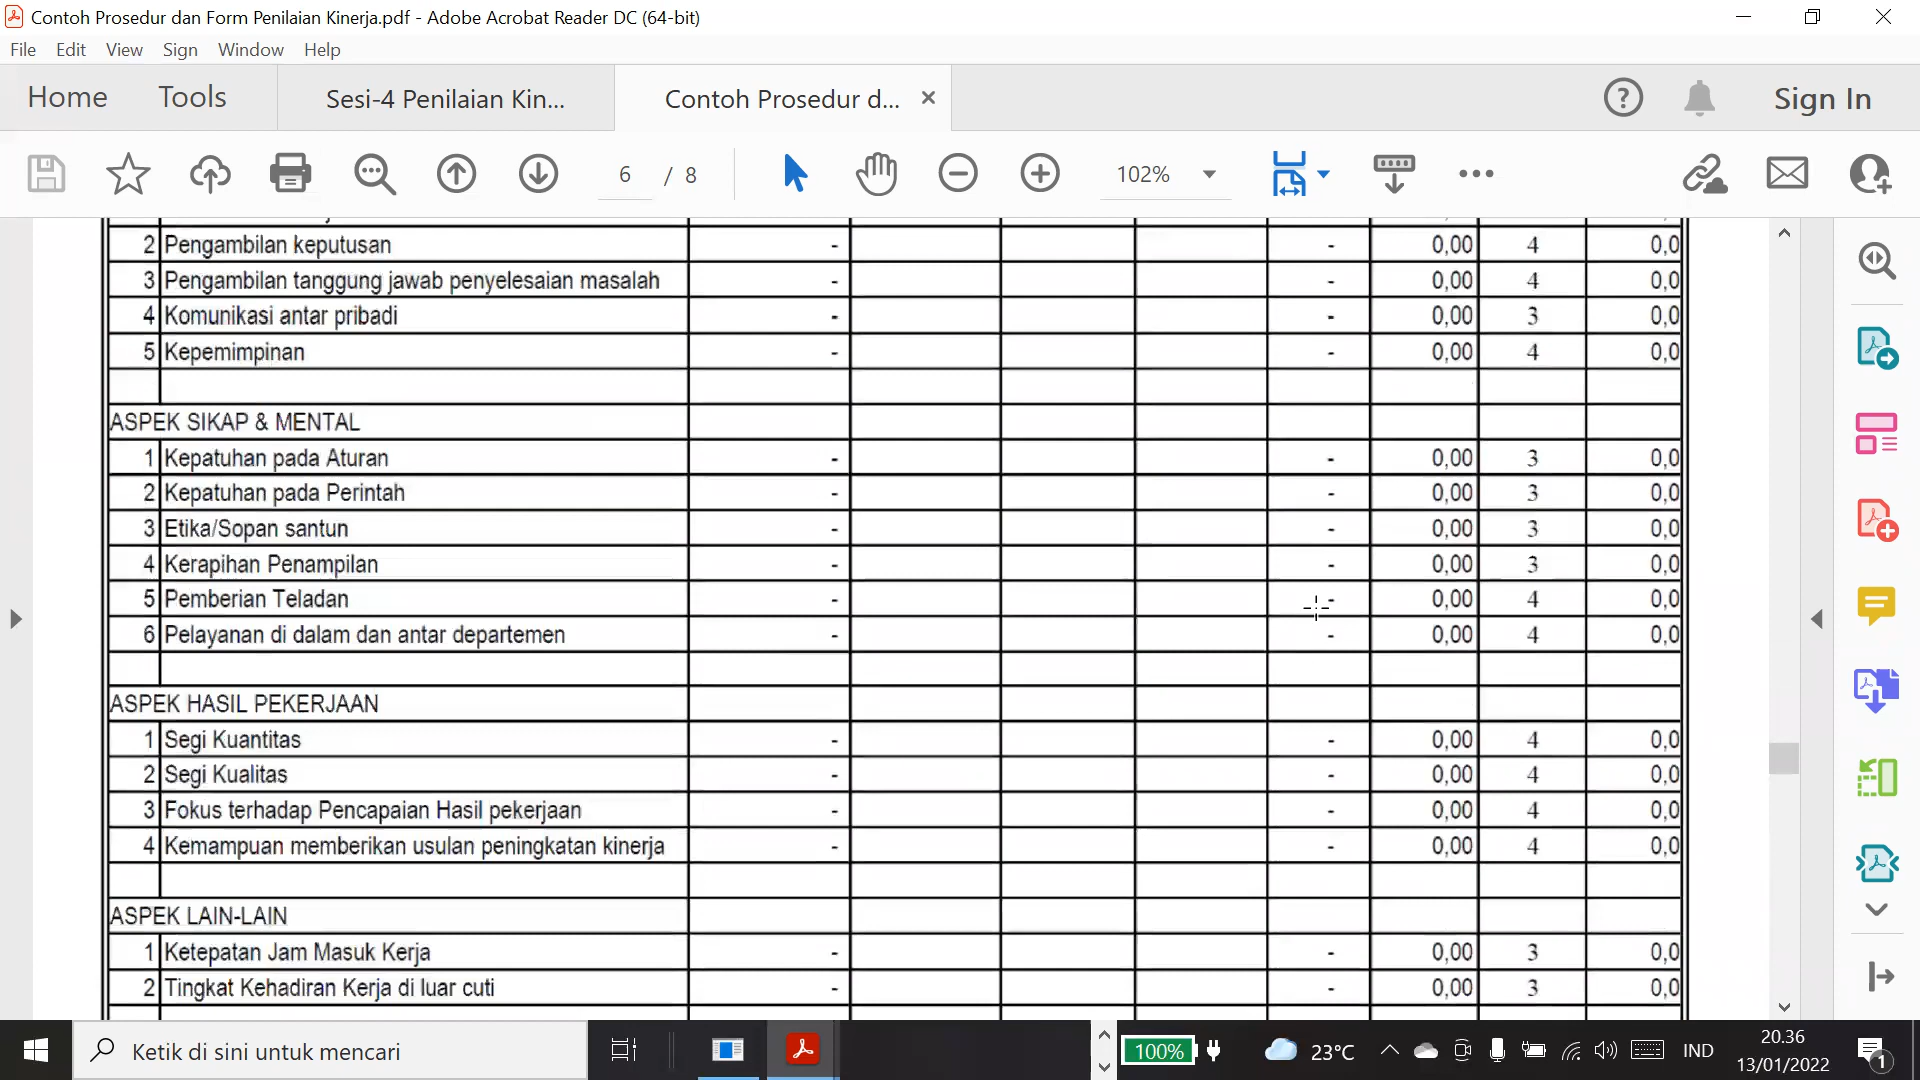 Contoh Prosedur dan Form Penilaian Kinerja.pdf - Adobe Acrobat Reader DC (64-bit)
File Edit View Sign Window Help
Home Tools Sesi-4 Penilaian Kin... Contoh Prosedur d... Sign In
6 / 8 102%
2 Pengambilan keputusan - - 0,00 4 0,0
3 Pengambilan tanggung jawab penyelesaian masalah - - 0,00 4 0,0
4 Komunikasi antar pribadi - - 0,00 3 0,0
5 Kepemimpinan - - 0,00 4 0,0
ASPEK SIKAP & MENTAL
1 Kepatuhan pada Aturan - - 0,00 3 0,0
2 Kepatuhan pada Perintah - - 0,00 3 0,0
3 Etika/Sopan santun - - 0,00 3 0,0
4 Kerapihan Penampilan - - 0,00 3 0,0
5 Pemberian Teladan - - 0,00 4 0,0
6 Pelayanan di dalam dan antar departemen - - 0,00 4 0,0
ASPEK HASIL PEKERJAAN
1 Segi Kuantitas - - 0,00 4 0,0
2 Segi Kualitas - - 0,00 4 0,0
3 Fokus terhadap Pencapaian Hasil pekerjaan - - 0,00 4 0,0
4 Kemampuan memberikan usulan peningkatan kinerja - - 0,00 4 0,0
ASPEK LAIN-LAIN
1 Ketepatan Jam Masuk Kerja - - 0,00 3 0,0
2 Tingkat Kehadiran Kerja di luar cuti - - 0,00 3 0,0
Ketik di sini untuk mencari 100% 23°C IND 20.36
13/01/2022 1